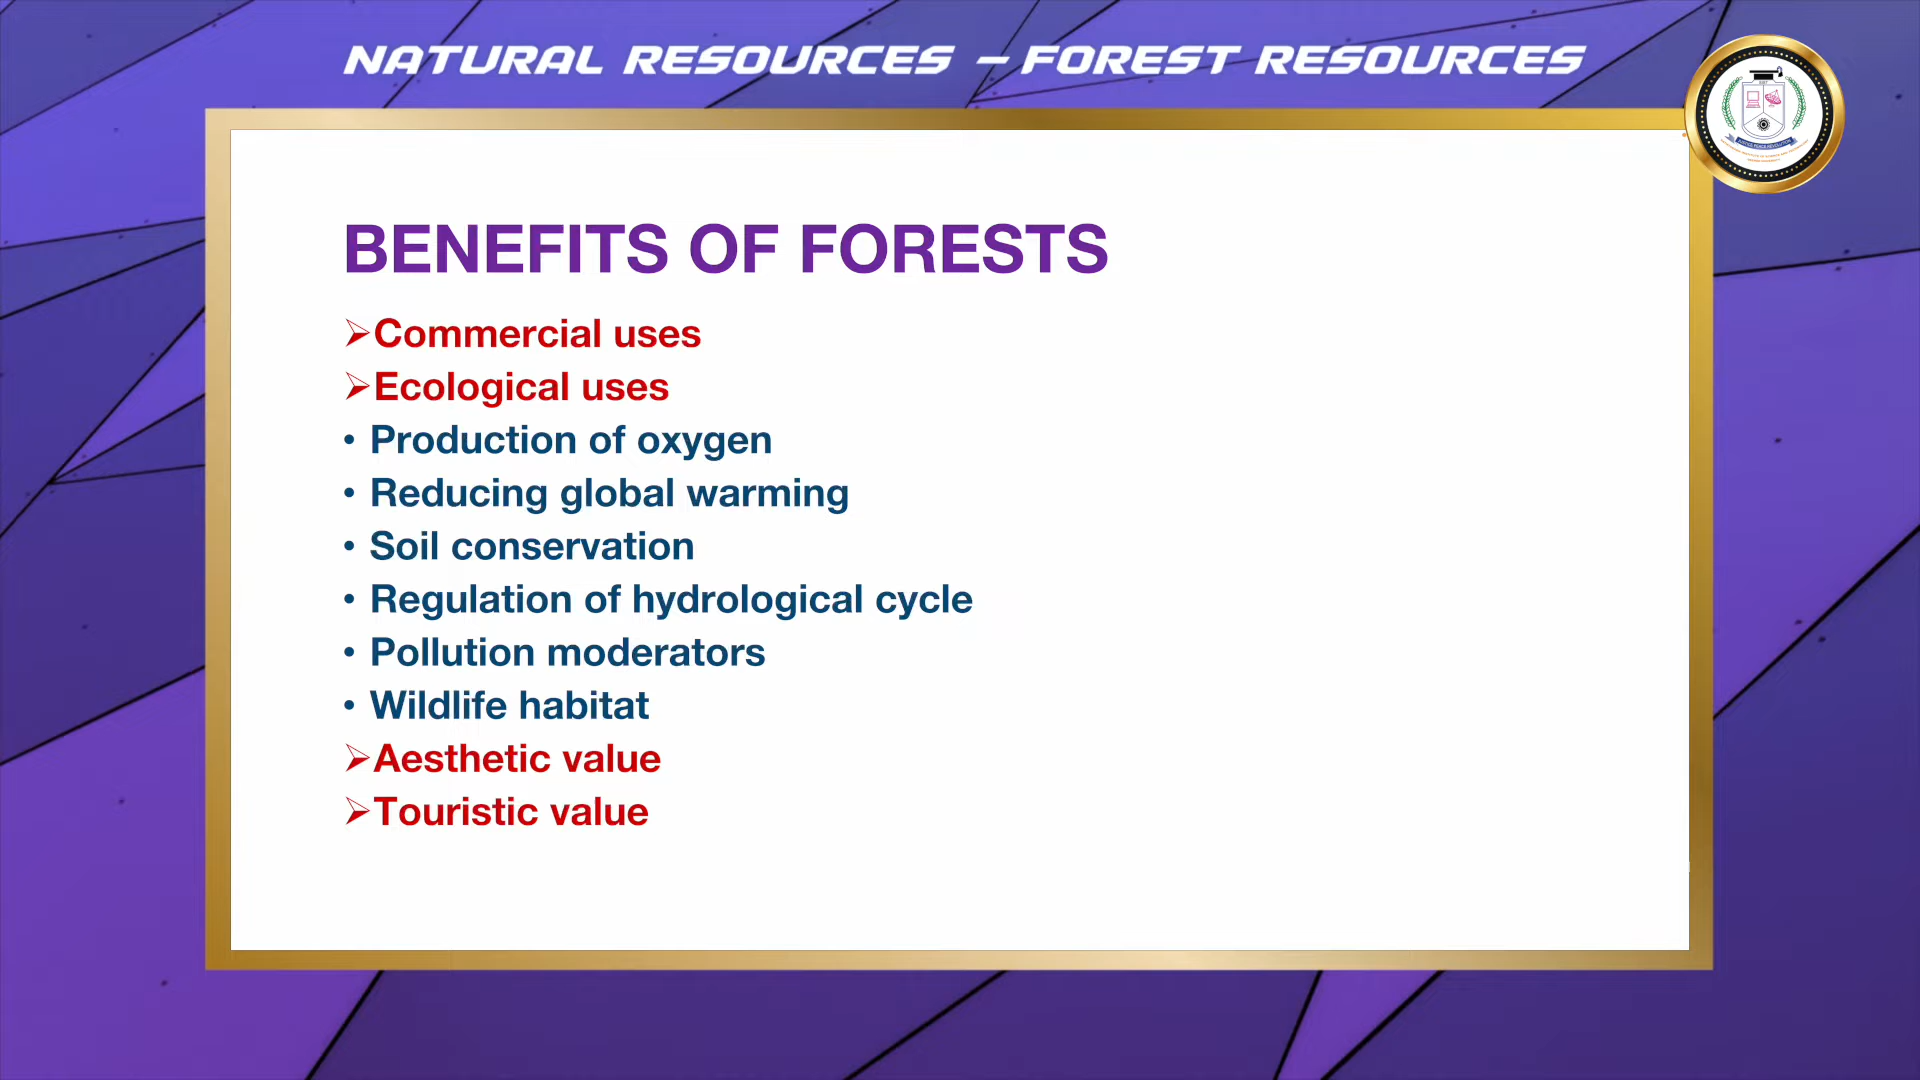 NATURAL RESOURCES – FOREST RESOURCES
BENEFITS OF FORESTS
➢Commercial uses
➢Ecological uses
• Production of oxygen
• Reducing global warming
• Soil conservation
• Regulation of hydrological cycle
• Pollution moderators
• Wildlife habitat
➢Aesthetic value
➢Touristic value